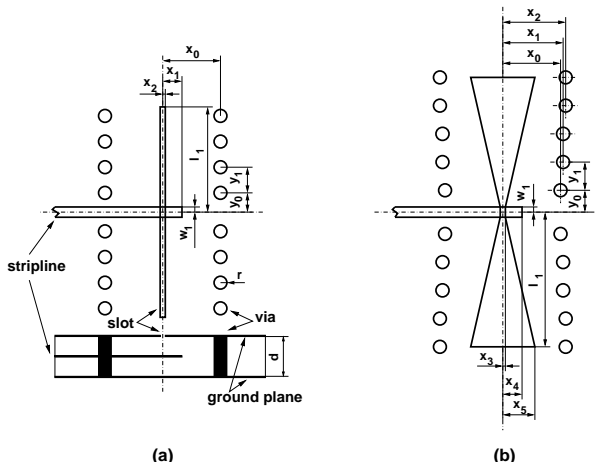 x0
x1
x2
l1
y1
y0
w1
stripline
r
slot
via
d
ground plane
(a)
x2
x1
x0
y1
y0
w1
l1
x3
x4
x5
(b)